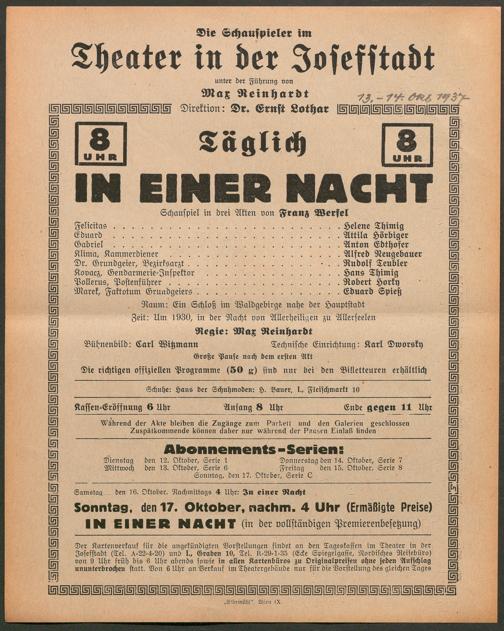 Die Schauspieler im
Theater in der Josefstadt
unter der Führung von
Max Reinhardt
13.-14. Okt. 1937
Direktion: Dr. Ernst Lothar
8 UHR Täglich 8 UHR
IN EINER NACHT
Schauspiel in drei Akten von Franz Werfel
Felicitas . . . . . . . . . . Helene Thimig
Eduard . . . . . . . . . . Attila Hörbiger
Gabriel . . . . . . . . . . Anton Edthofer
Klima, Kammerdiener . . . . . . . . . . Alfred Neugebauer
Dr. Grundgeier, Bezirksarzt . . . . . . . . . . Rudolf Teubler
Kovacz, Gendarmerie-Inspektor . . . . . . . . . . Hans Thimig
Vollerus, Postenführer . . . . . . . . . . Robert Horky
Marek, Faktotum Grundgeiers . . . . . . . . . . Eduard Spieß
Raum: Ein Schloß im Waldgebirge nahe der Hauptstadt
Zeit: Um 1930, in der Nacht von Allerheiligen zu Allerseelen
Regie: Max Reinhardt
Bühnenbild: Carl Witzmann Technische Einrichtung: Karl Dworsky
Große Pause nach dem ersten Akt
Die richtigen offiziellen Programme (50 g) sind nur bei den Billetteuren erhältlich
Schuhe: Haus der Schuhmoden: H. Bauer, I., Fleischmarkt 10
Kassen-Eröffnung 6 Uhr Anfang 8 Uhr Ende gegen 11 Uhr
Während der Akte bleiben die Zugänge zum Parkett und den Galerien geschlossen
Zuspätkommende können daher nur während der Pausen Einlaß finden
Abonnements-Serien:
Dienstag den 12. Oktober, Serie 1 Donnerstag den 14. Oktober, Serie 7
Mittwoch den 13. Oktober, Serie 6 Freitag den 15. Oktober, Serie 8
Sonntag, den 17. Oktober, Serie C
Samstag den 16. Oktober. Nachmittags 4 Uhr: In einer Nacht
Sonntag, den 17. Oktober, nachm. 4 Uhr (Ermäßigte Preise)
IN EINER NACHT (in der vollständigen Premierenbesetzung)
Der Kartenverkauf für die angekündigten Vorstellungen findet an den Tageskassen im Theater in der
Josefstadt (Tel. A-22-4-20) und I., Graben 10, Tel. R-29-1-35 (Ecke Spiegelgasse, Nordisches Reisebüro)
von 9 Uhr früh bis 6 Uhr abends sowie in allen Kartenbüros zu Originalpreisen ohne jeden Aufschlag
ununterbrochen statt. Von 6 Uhr an Verkauf im Theatergebäude nur für die Vorstellung des gleichen Tages
„Elbemühl“, Wien IX.